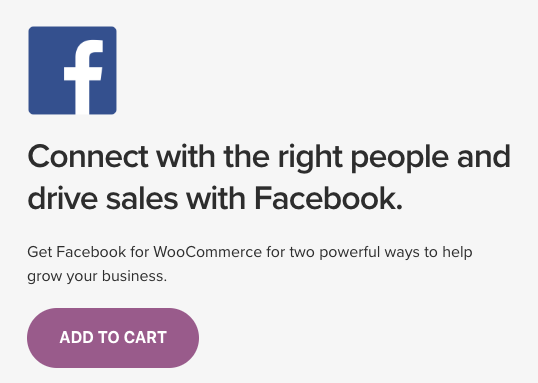 Connect with the right people and
drive sales with Facebook.
Get Facebook for WooCommerce for two powerful ways to help
grow your business.
ADD TO CART